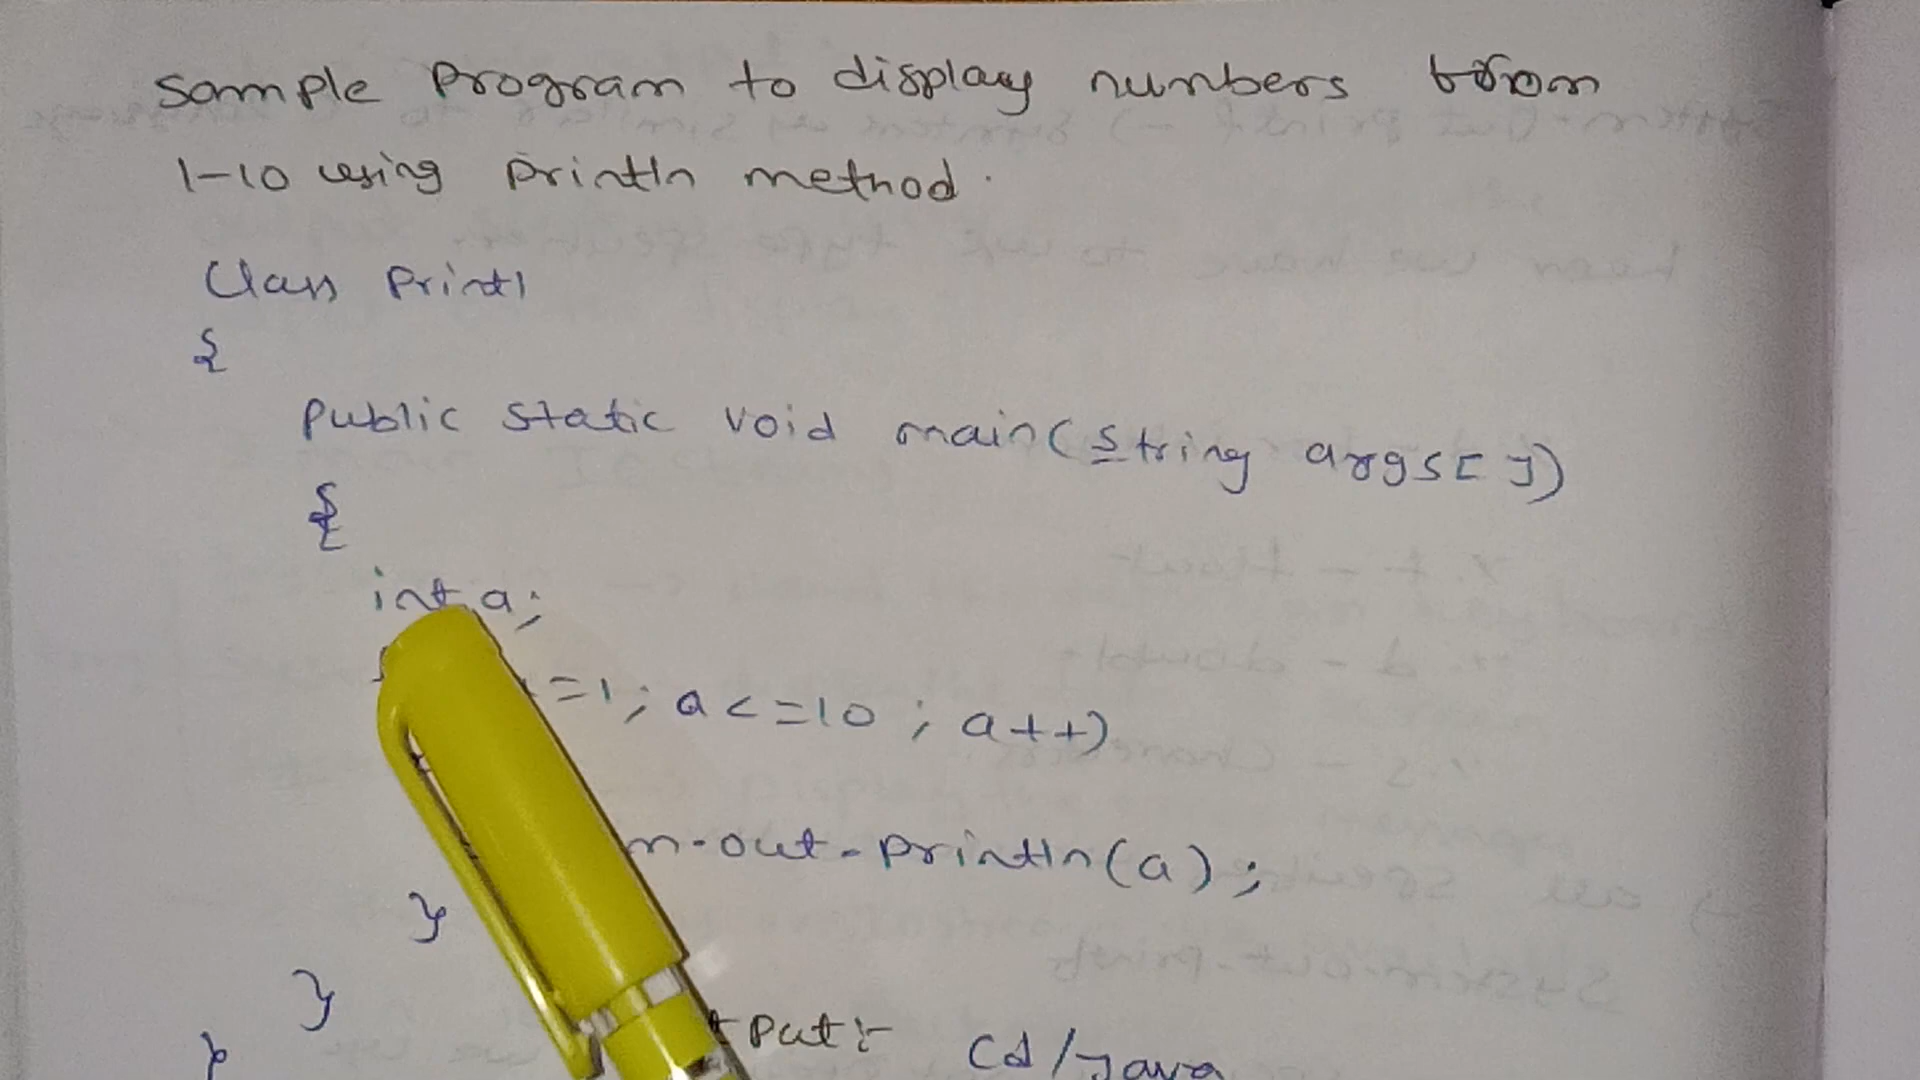 Sample Program to display numbers from
1-10 using Println method.
Class Print1
{
Public static void main(String args[])
{
int a;
=1; a<=10; a++)
m.out.println(a);
}
}
}
tput:- cd/java